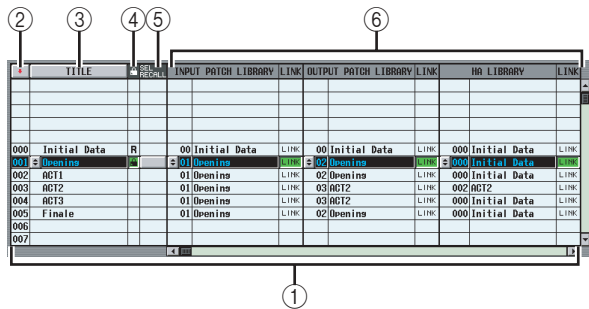 ② ③ ④ ⑤ ⑥
TITLE SEL RECALL INPUT PATCH LIBRARY LINK OUTPUT PATCH LIBRARY LINK HA LIBRARY LINK
000 Initial Data R 00 Initial Data LINK 00 Initial Data LINK 000 Initial Data LINK
001 Opening 01 Opening LINK 02 Opening LINK 000 Initial Data LINK
002 ACT1 01 Opening LINK 02 Opening LINK 000 Initial Data LINK
003 ACT2 01 Opening LINK 03 ACT2 LINK 002 ACT2 LINK
004 ACT3 01 Opening LINK 03 ACT2 LINK 000 Initial Data LINK
005 Finale 01 Opening LINK 02 Opening LINK 000 Initial Data LINK
006
007
①